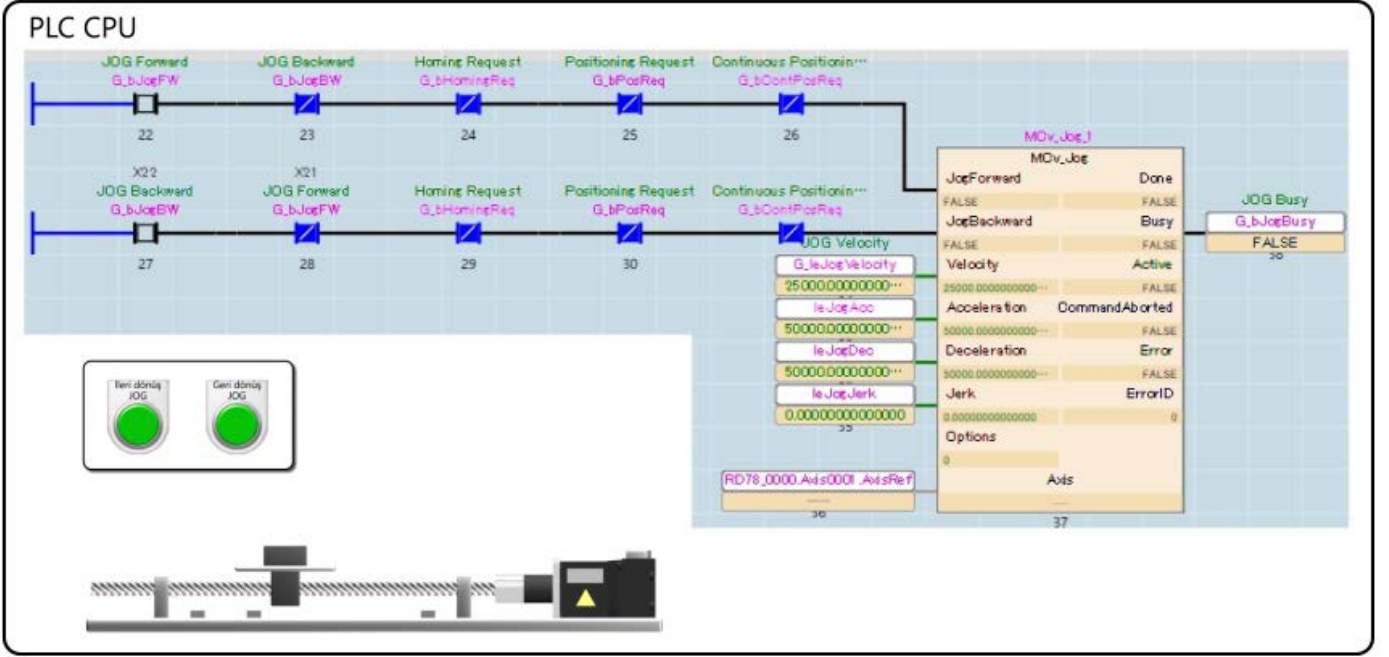 PLC CPU
JOG Forward JOG Backward Homing Request Positioning Request Continuous Positionin…
G_bJogFW G_bJogBW G_bHomingReq G_bPosReq G_bContPosReq
22 23 24 25 26
X22 X21
JOG Backward JOG Forward Homing Request Positioning Request Continuous Positionin…
G_bJogBW G_bJogFW G_bHomingReq G_bPosReq G_bContPosReq
27 28 29 30
MCv_Jog_1
MCv_Jog
JogForward Done
FALSE FALSE
JogBackward Busy
FALSE FALSE
JOG Busy
G_bJogBusy
FALSE
JOG Velocity
G_leJogVelocity Velocity Active
25000.00000000… 25000.0000000000… FALSE
leJogAcc Acceleration CommandAborted
50000.00000000… 50000.0000000000… FALSE
leJogDec Deceleration Error
50000.00000000… 50000.0000000000… FALSE
leJogJerk Jerk ErrorID
0.00000000000000 0.00000000000000 0
Options
0
RD78_0000.Axis0001.AxisRef Axis
37
İleri dönüş
JOG
Geri dönüş
JOG